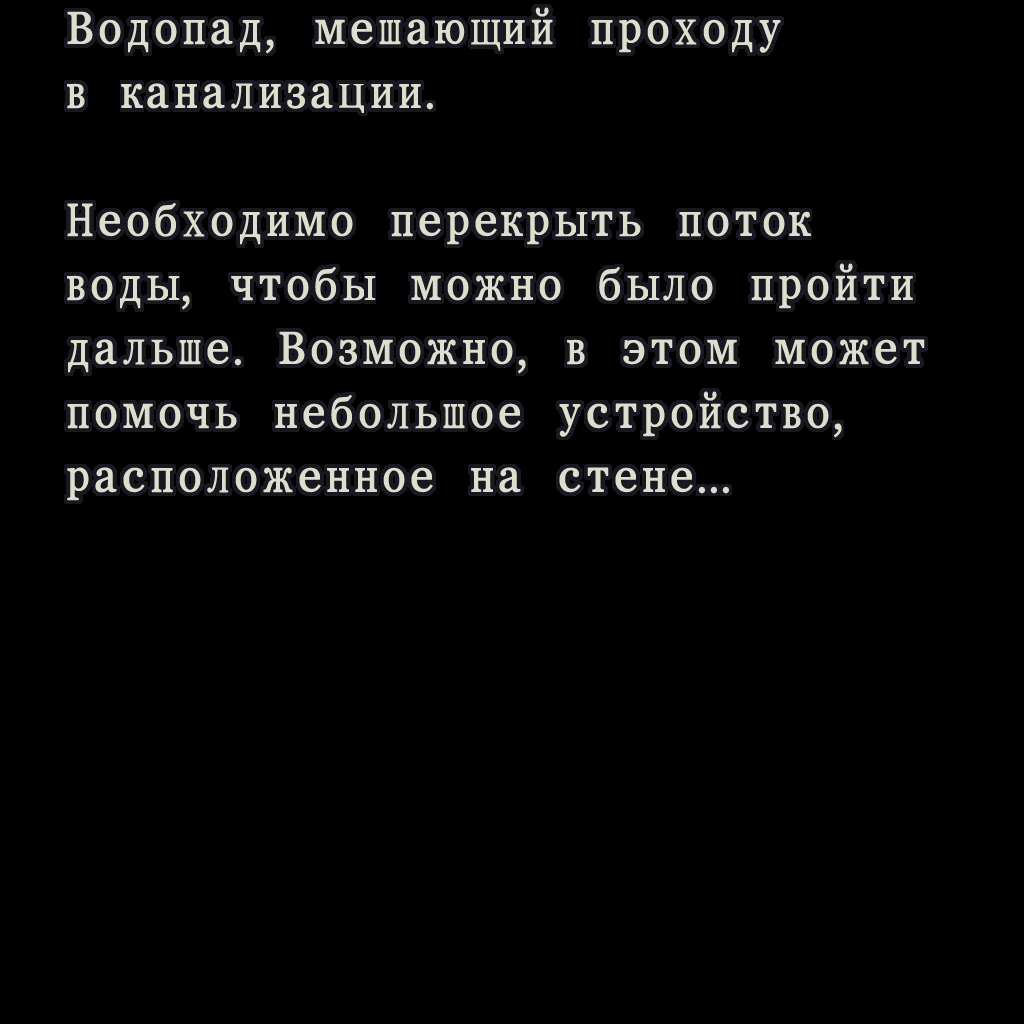 Водопад, мешающий проходу
в канализации.
Необходимо перекрыть поток
воды, чтобы можно было пройти
дальше. Возможно, в этом может
помочь небольшое устройство,
расположенное на стене...